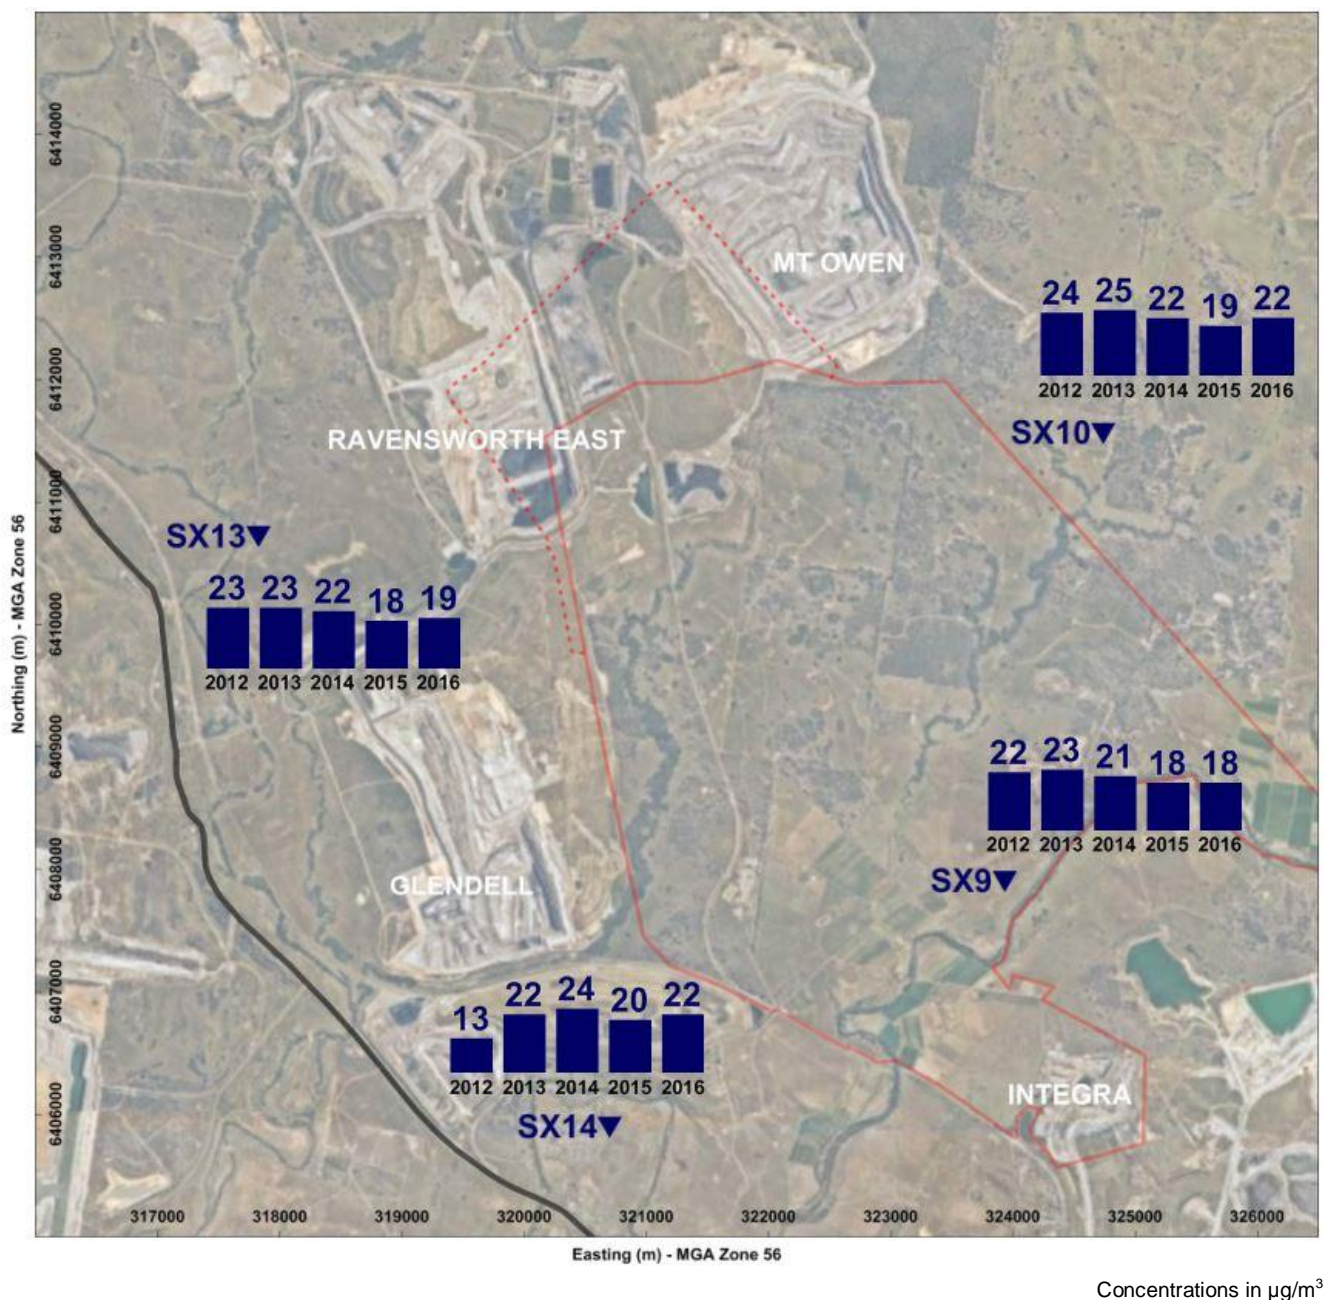 6414000
6413000
6412000
6411000
6410000
6409000
6408000
6407000
6406000
Northing (m) - MGA Zone 56
MT OWEN
24 25 22 19 22
2012 2013 2014 2015 2016
SX10▼
RAVENSWORTH EAST
SX13▼
23 23 22 18 19
2012 2013 2014 2015 2016
22 23 21 18 18
2012 2013 2014 2015 2016
SX9▼
GLENDELL
13 22 24 20 22
2012 2013 2014 2015 2016
SX14▼
INTEGRA
317000 318000 319000 320000 321000 322000 323000 324000 325000 326000
Easting (m) - MGA Zone 56
Concentrations in µg/m³